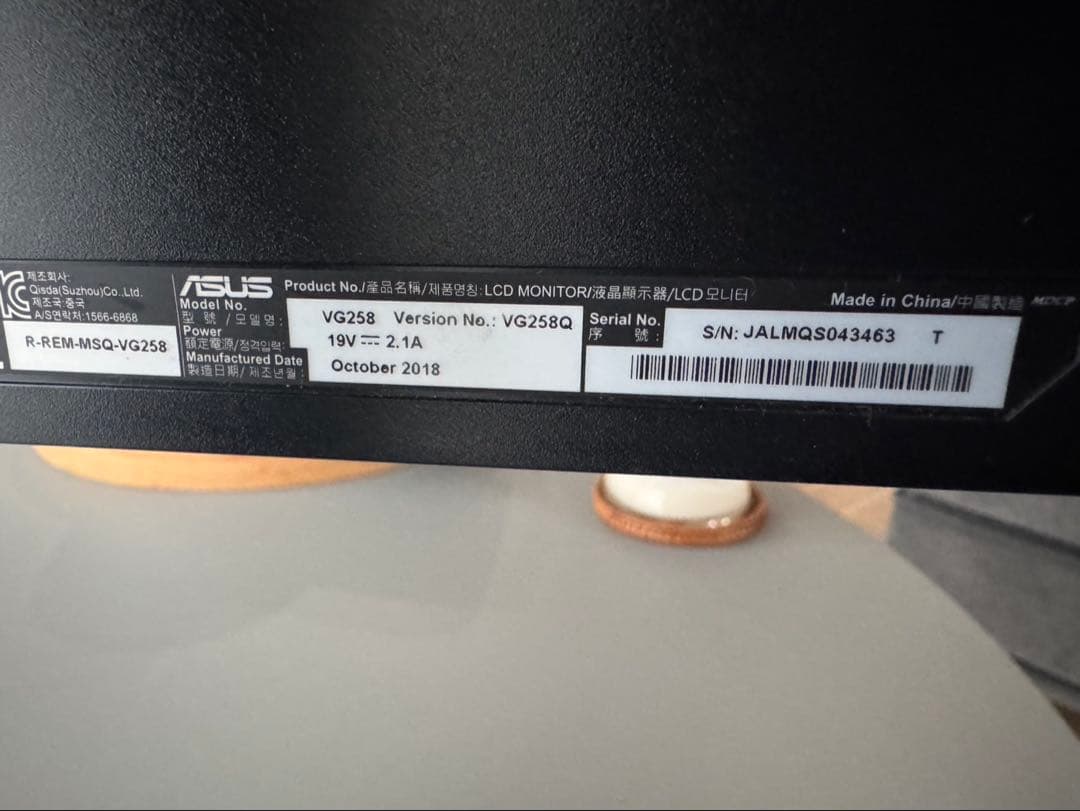 제조회사:
Qisda(Suzhou)Co.,Ltd.
제조국:중국
A/S연락처:1566-6868
R-REM-MSQ-VG258
ASUS
Product No./產品名稱/제품명칭: LCD MONITOR/液晶顯示器/LCD 모니터
Made in China/中國製造
Model No.
型 號 / 모델명:
VG258 Version No.: VG258Q
Power
額定電源/정격입력:
19V 2.1A
Manufactured Date
製造日期/제조년월:
October 2018
Serial No.
序 號:
S/N: JALMQS043463 T